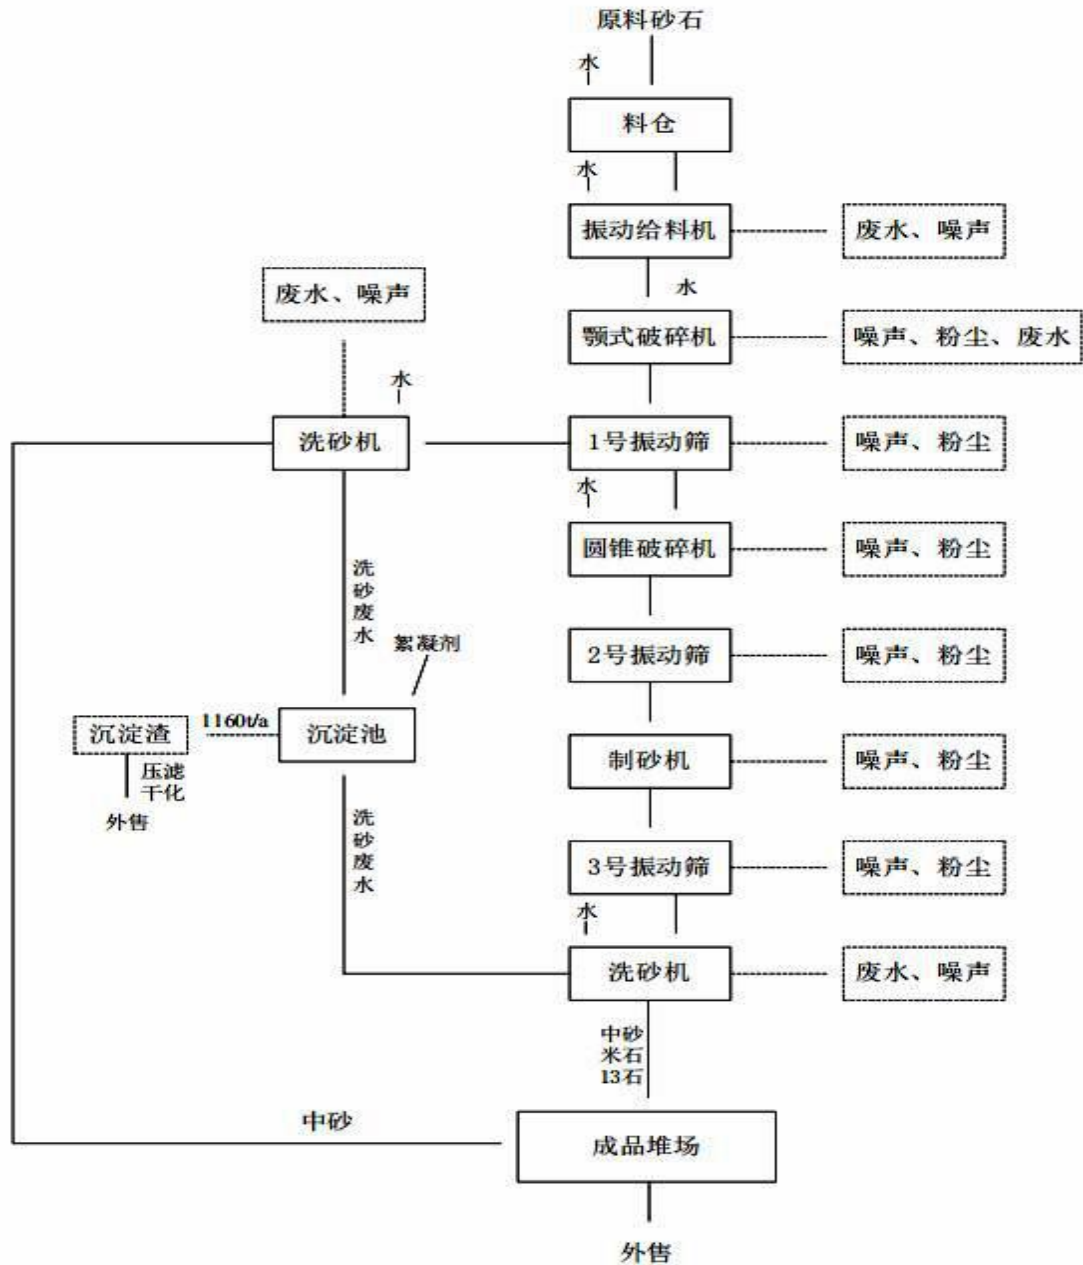 原料砂石
水
料仓
水
振动给料机
废水、噪声
废水、噪声
水
颚式破碎机
噪声、粉尘、废水
水
洗砂机
1号振动筛
噪声、粉尘
水
圆锥破碎机
噪声、粉尘
洗砂废水
絮凝剂
2号振动筛
噪声、粉尘
1160t/a
沉淀渣
沉淀池
制砂机
噪声、粉尘
压滤
干化
外售
洗砂废水
3号振动筛
噪声、粉尘
水
洗砂机
废水、噪声
中砂
米石
13石
中砂
成品堆场
外售